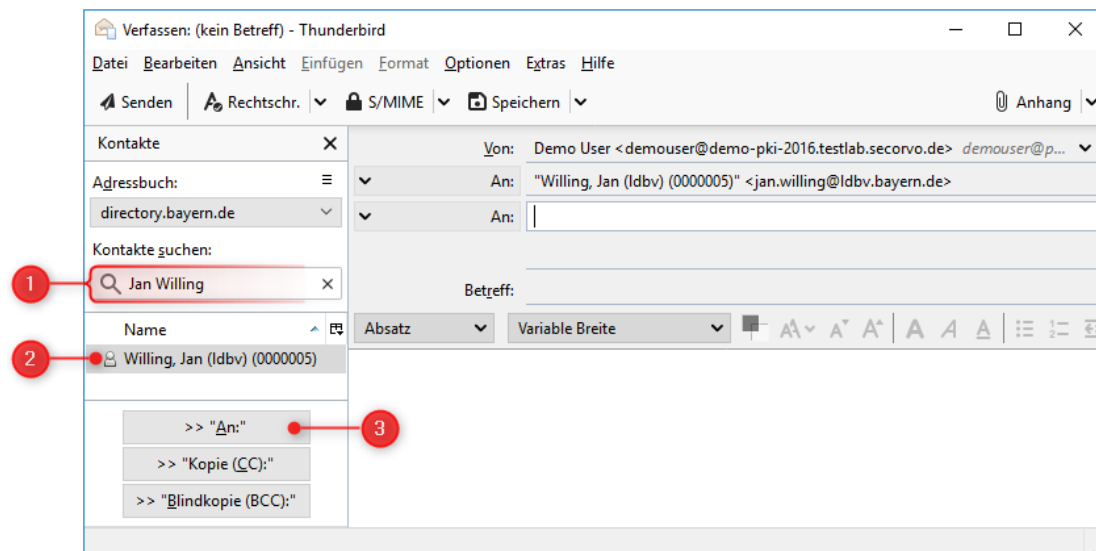 Verfassen: (kein Betreff) - Thunderbird
Datei Bearbeiten Ansicht Einfügen Format Optionen Extras Hilfe
Senden Rechtschr. S/MIME Speichern Anhang
Kontakte
Von: Demo User <demouser@demo-pki-2016.testlab.secorvo.de> demouser@p...
Adressbuch:
An: "Willing, Jan (ldbv) (0000005)" <jan.willing@ldbv.bayern.de>
directory.bayern.de
An:
Kontakte suchen:
1 Jan Willing
Betreff:
Name
Absatz Variable Breite
2 Willing, Jan (ldbv) (0000005)
>> "An:" 3
>> "Kopie (CC):"
>> "Blindkopie (BCC):"